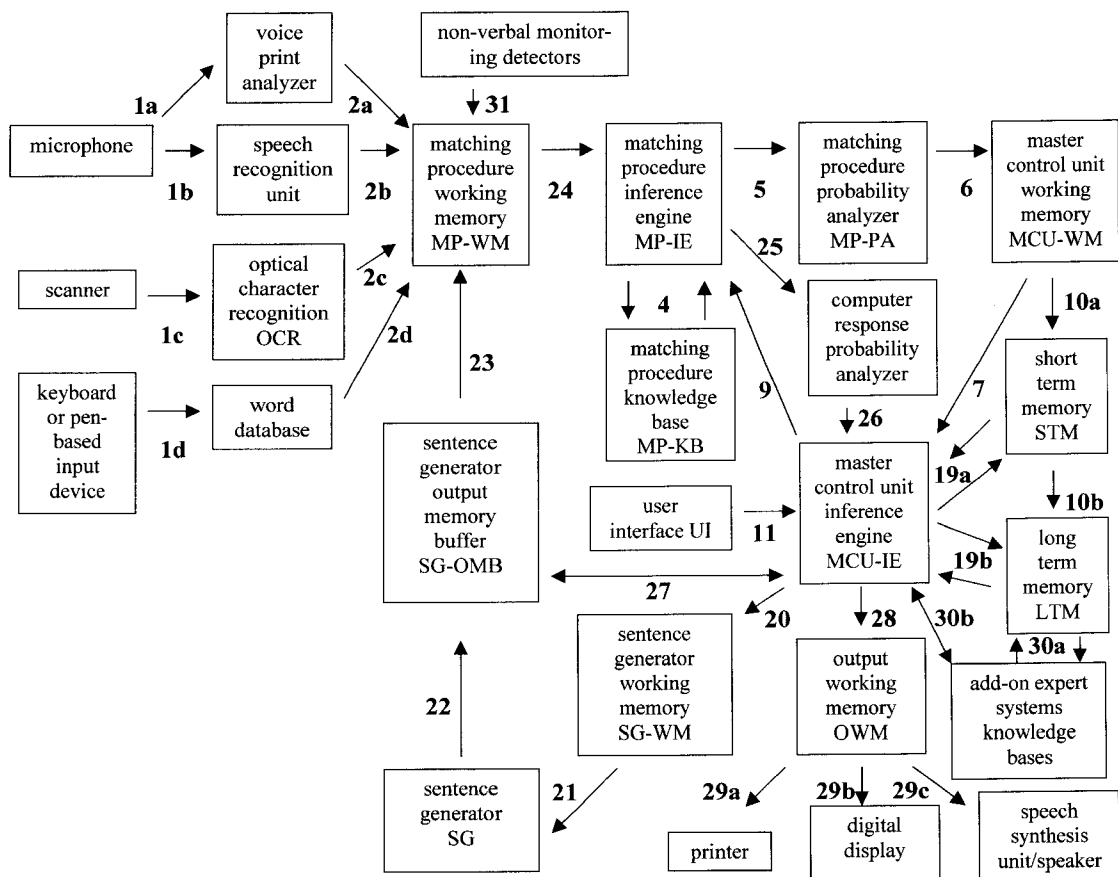 voice
print
analyzer
non-verbal monitor-
ing detectors
1a
2a
31
microphone
1b
speech
recognition
unit
2b
matching
procedure
working
memory
MP-WM
24
matching
procedure
inference
engine
MP-IE
5
matching
procedure
probability
analyzer
MP-PA
6
master
control unit
working
memory
MCU-WM
scanner
1c
optical
character
recognition
OCR
2c
2d
23
4
25
computer
response
probability
analyzer
10a
7
keyboard
or pen-
based
input
device
1d
word
database
matching
procedure
knowledge
base
MP-KB
9
26
short
term
memory
STM
sentence
generator
output
memory
buffer
SG-OMB
user
interface UI
11
master
control unit
inference
engine
MCU-IE
19a
10b
19b
long
term
memory
LTM
27
20
28
30b
30a
22
sentence
generator
working
memory
SG-WM
output
working
memory
OWM
add-on expert
systems
knowledge
bases
sentence
generator
SG
21
29a
29b
29c
printer
digital
display
speech
synthesis
unit/speaker